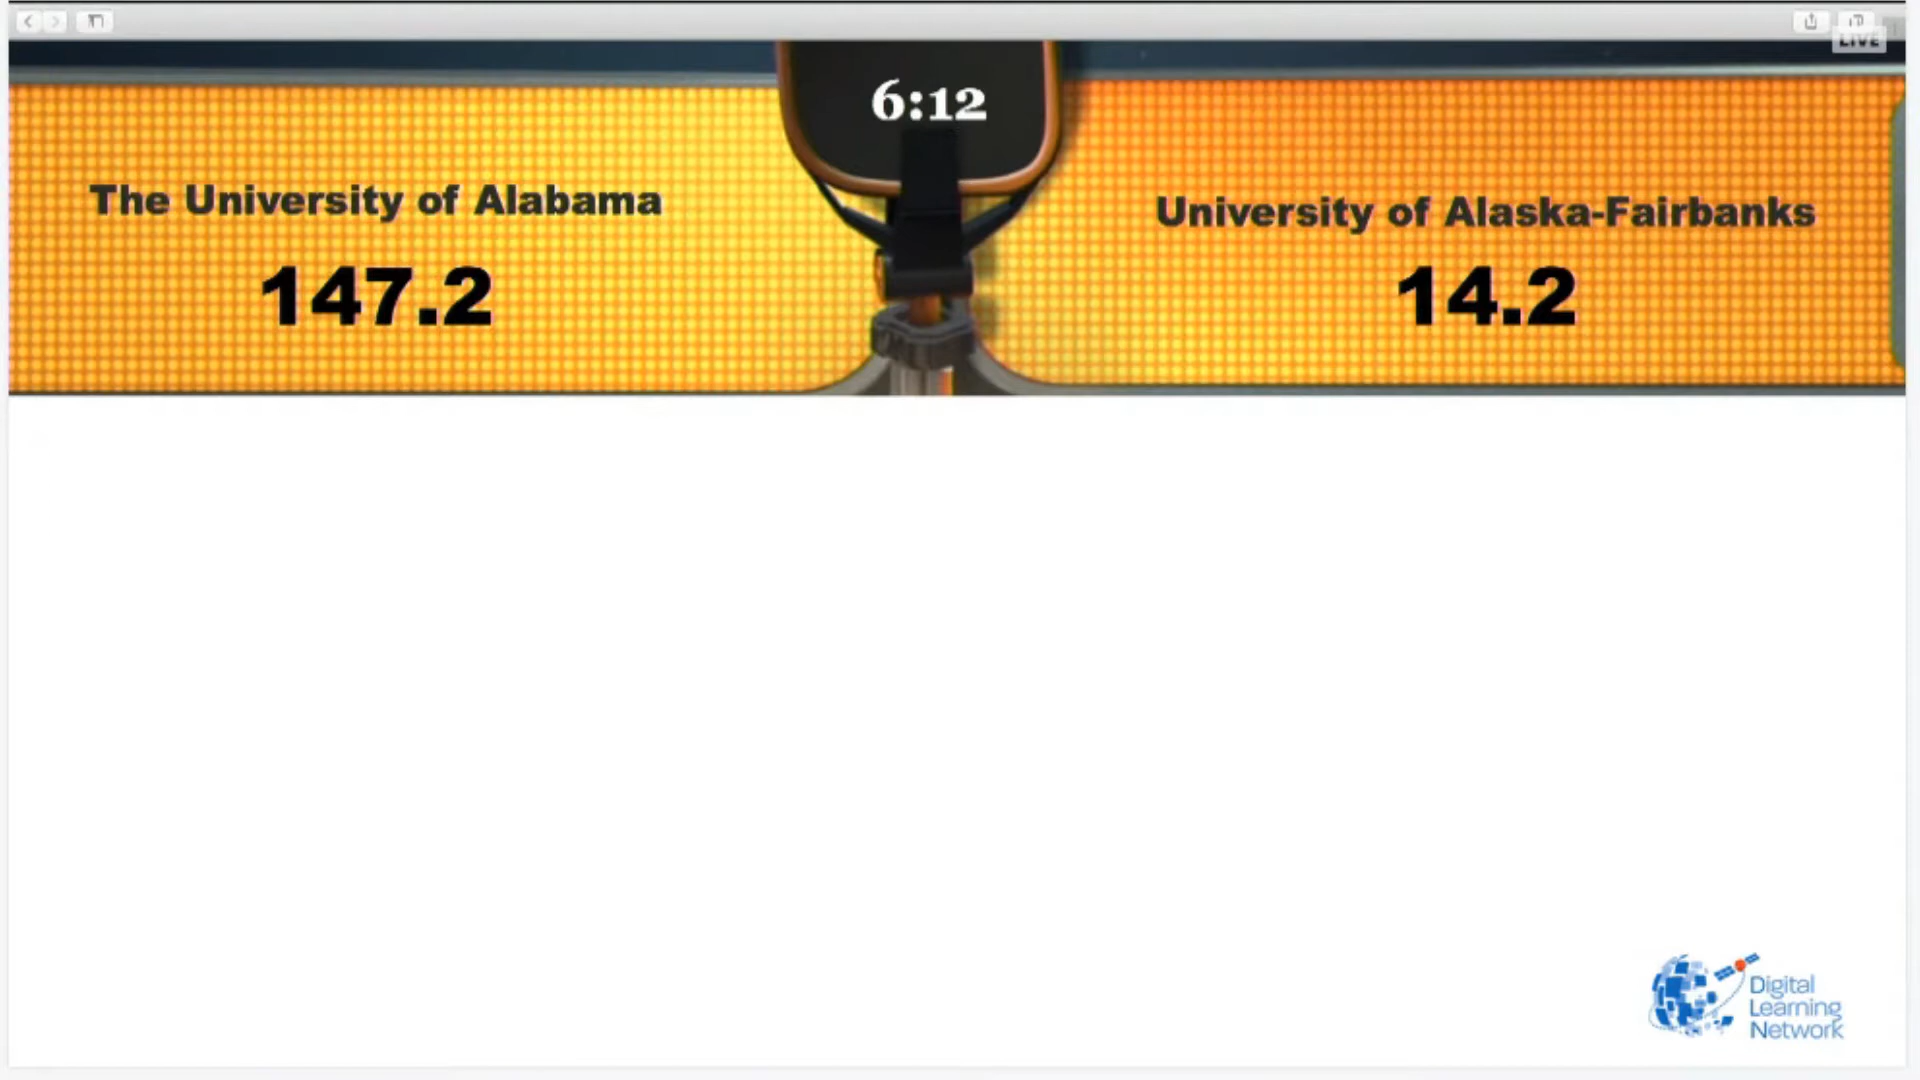 LIVE
6:12
The University of Alabama
147.2
University of Alaska-Fairbanks
14.2
Digital
Learning
Network